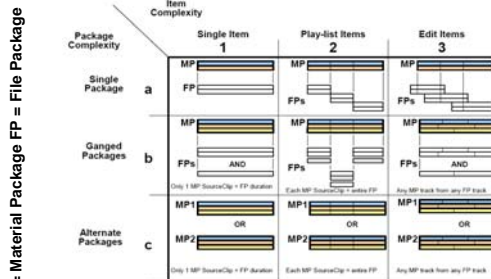 = Material Package FP = File Package
Item
Complexity
Package
Complexity
Single Item
1
Play-list Items
2
Edit Items
3
Single
Package
a
MP
FP
MP
FPs
MP
FPs
Ganged
Packages
b
MP
FPs
AND
Only 1 MP SourceClip = FP duration
MP
FPs
Each MP SourceClip = entire FP
MP
FPs
AND
Any MP track from any FP track
Alternate
Packages
c
MP1
OR
MP2
Only 1 MP SourceClip = FP duration
MP1
OR
MP2
Each MP SourceClip = entire FP
MP1
OR
MP2
Any MP track from any FP track